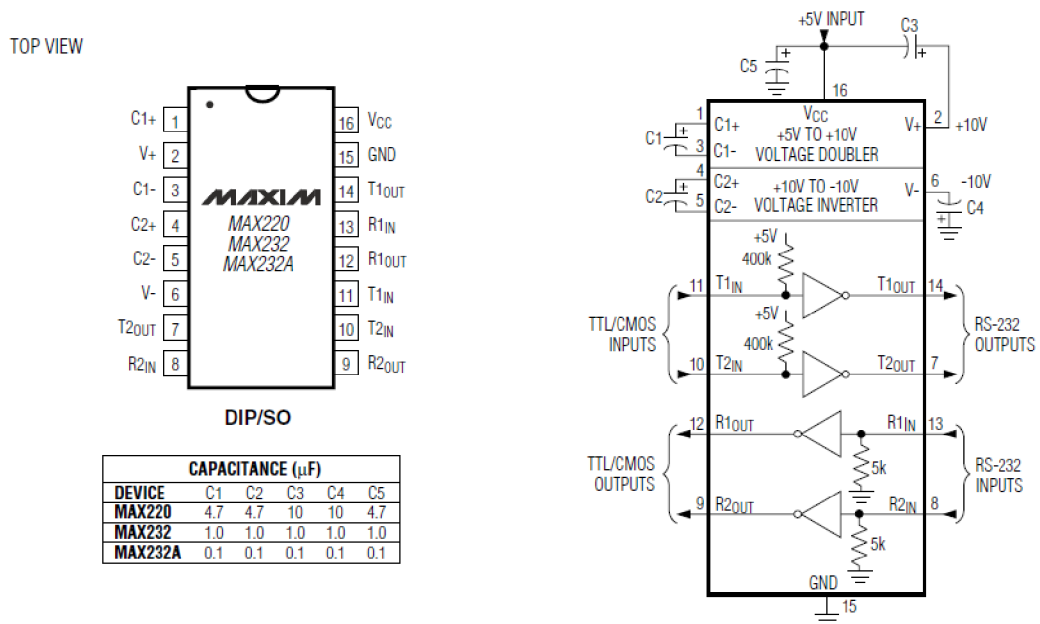 TOP VIEW
C1+ 1
V+ 2
C1- 3
C2+ 4
C2- 5
V- 6
T2OUT 7
R2IN 8
16 VCC
15 GND
14 T1OUT
13 R1IN
12 R1OUT
11 T1IN
10 T2IN
9 R2OUT
MAXIM
MAX220
MAX232
MAX232A
DIP/SO
CAPACITANCE (μF)
DEVICE C1 C2 C3 C4 C5
MAX220 4.7 4.7 10 10 4.7
MAX232 1.0 1.0 1.0 1.0 1.0
MAX232A 0.1 0.1 0.1 0.1 0.1
+5V INPUT
C3
+
C5
+
16
VCC
1
C1+
C1
+
3
C1-
+5V TO +10V
VOLTAGE DOUBLER
V+
2
+10V
4
C2+
C2
+
5
C2-
+10V TO -10V
VOLTAGE INVERTER
V-
6
-10V
C4
+
+5V
400k
TTL/CMOS
INPUTS
11 T1IN
T1OUT 14
+5V
400k
10 T2IN
T2OUT 7
RS-232
OUTPUTS
TTL/CMOS
OUTPUTS
12 R1OUT
R1IN 13
5k
9 R2OUT
R2IN 8
5k
RS-232
INPUTS
GND
15